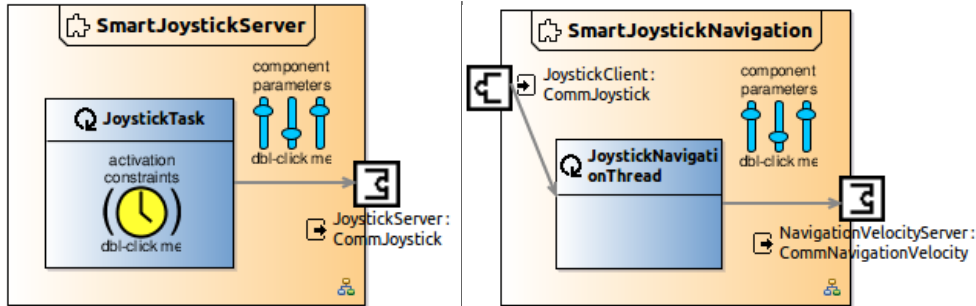 SmartJoystickServer
component
parameters
dbl-click me
JoystickTask
activation
constraints
dbl-click me
JoystickServer:
CommJoystick
SmartJoystickNavigation
JoystickClient:
CommJoystick
component
parameters
dbl-click me
JoystickNavigati
onThread
NavigationVelocityServer:
CommNavigationVelocity